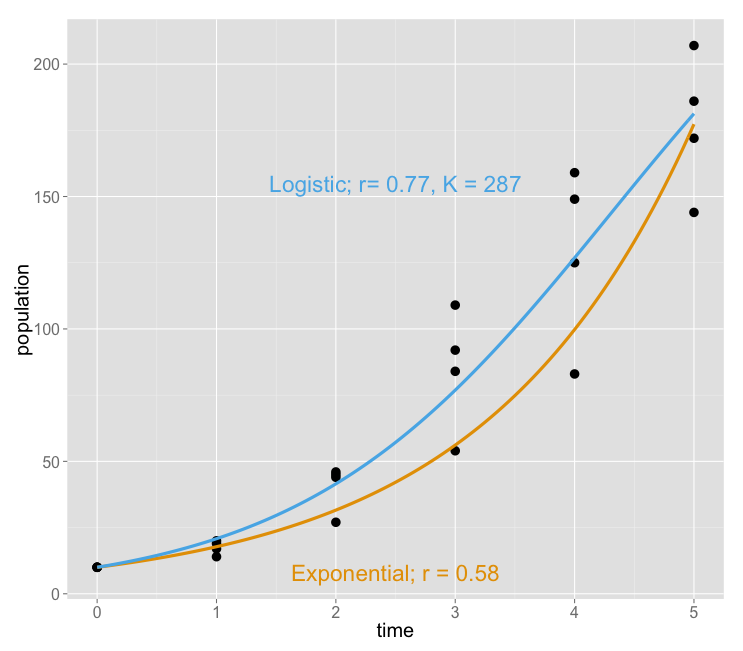 200
150
100
50
0
Logistic; r= 0.77, K = 287
Exponential; r = 0.58
population
0 1 2 3 4 5
time